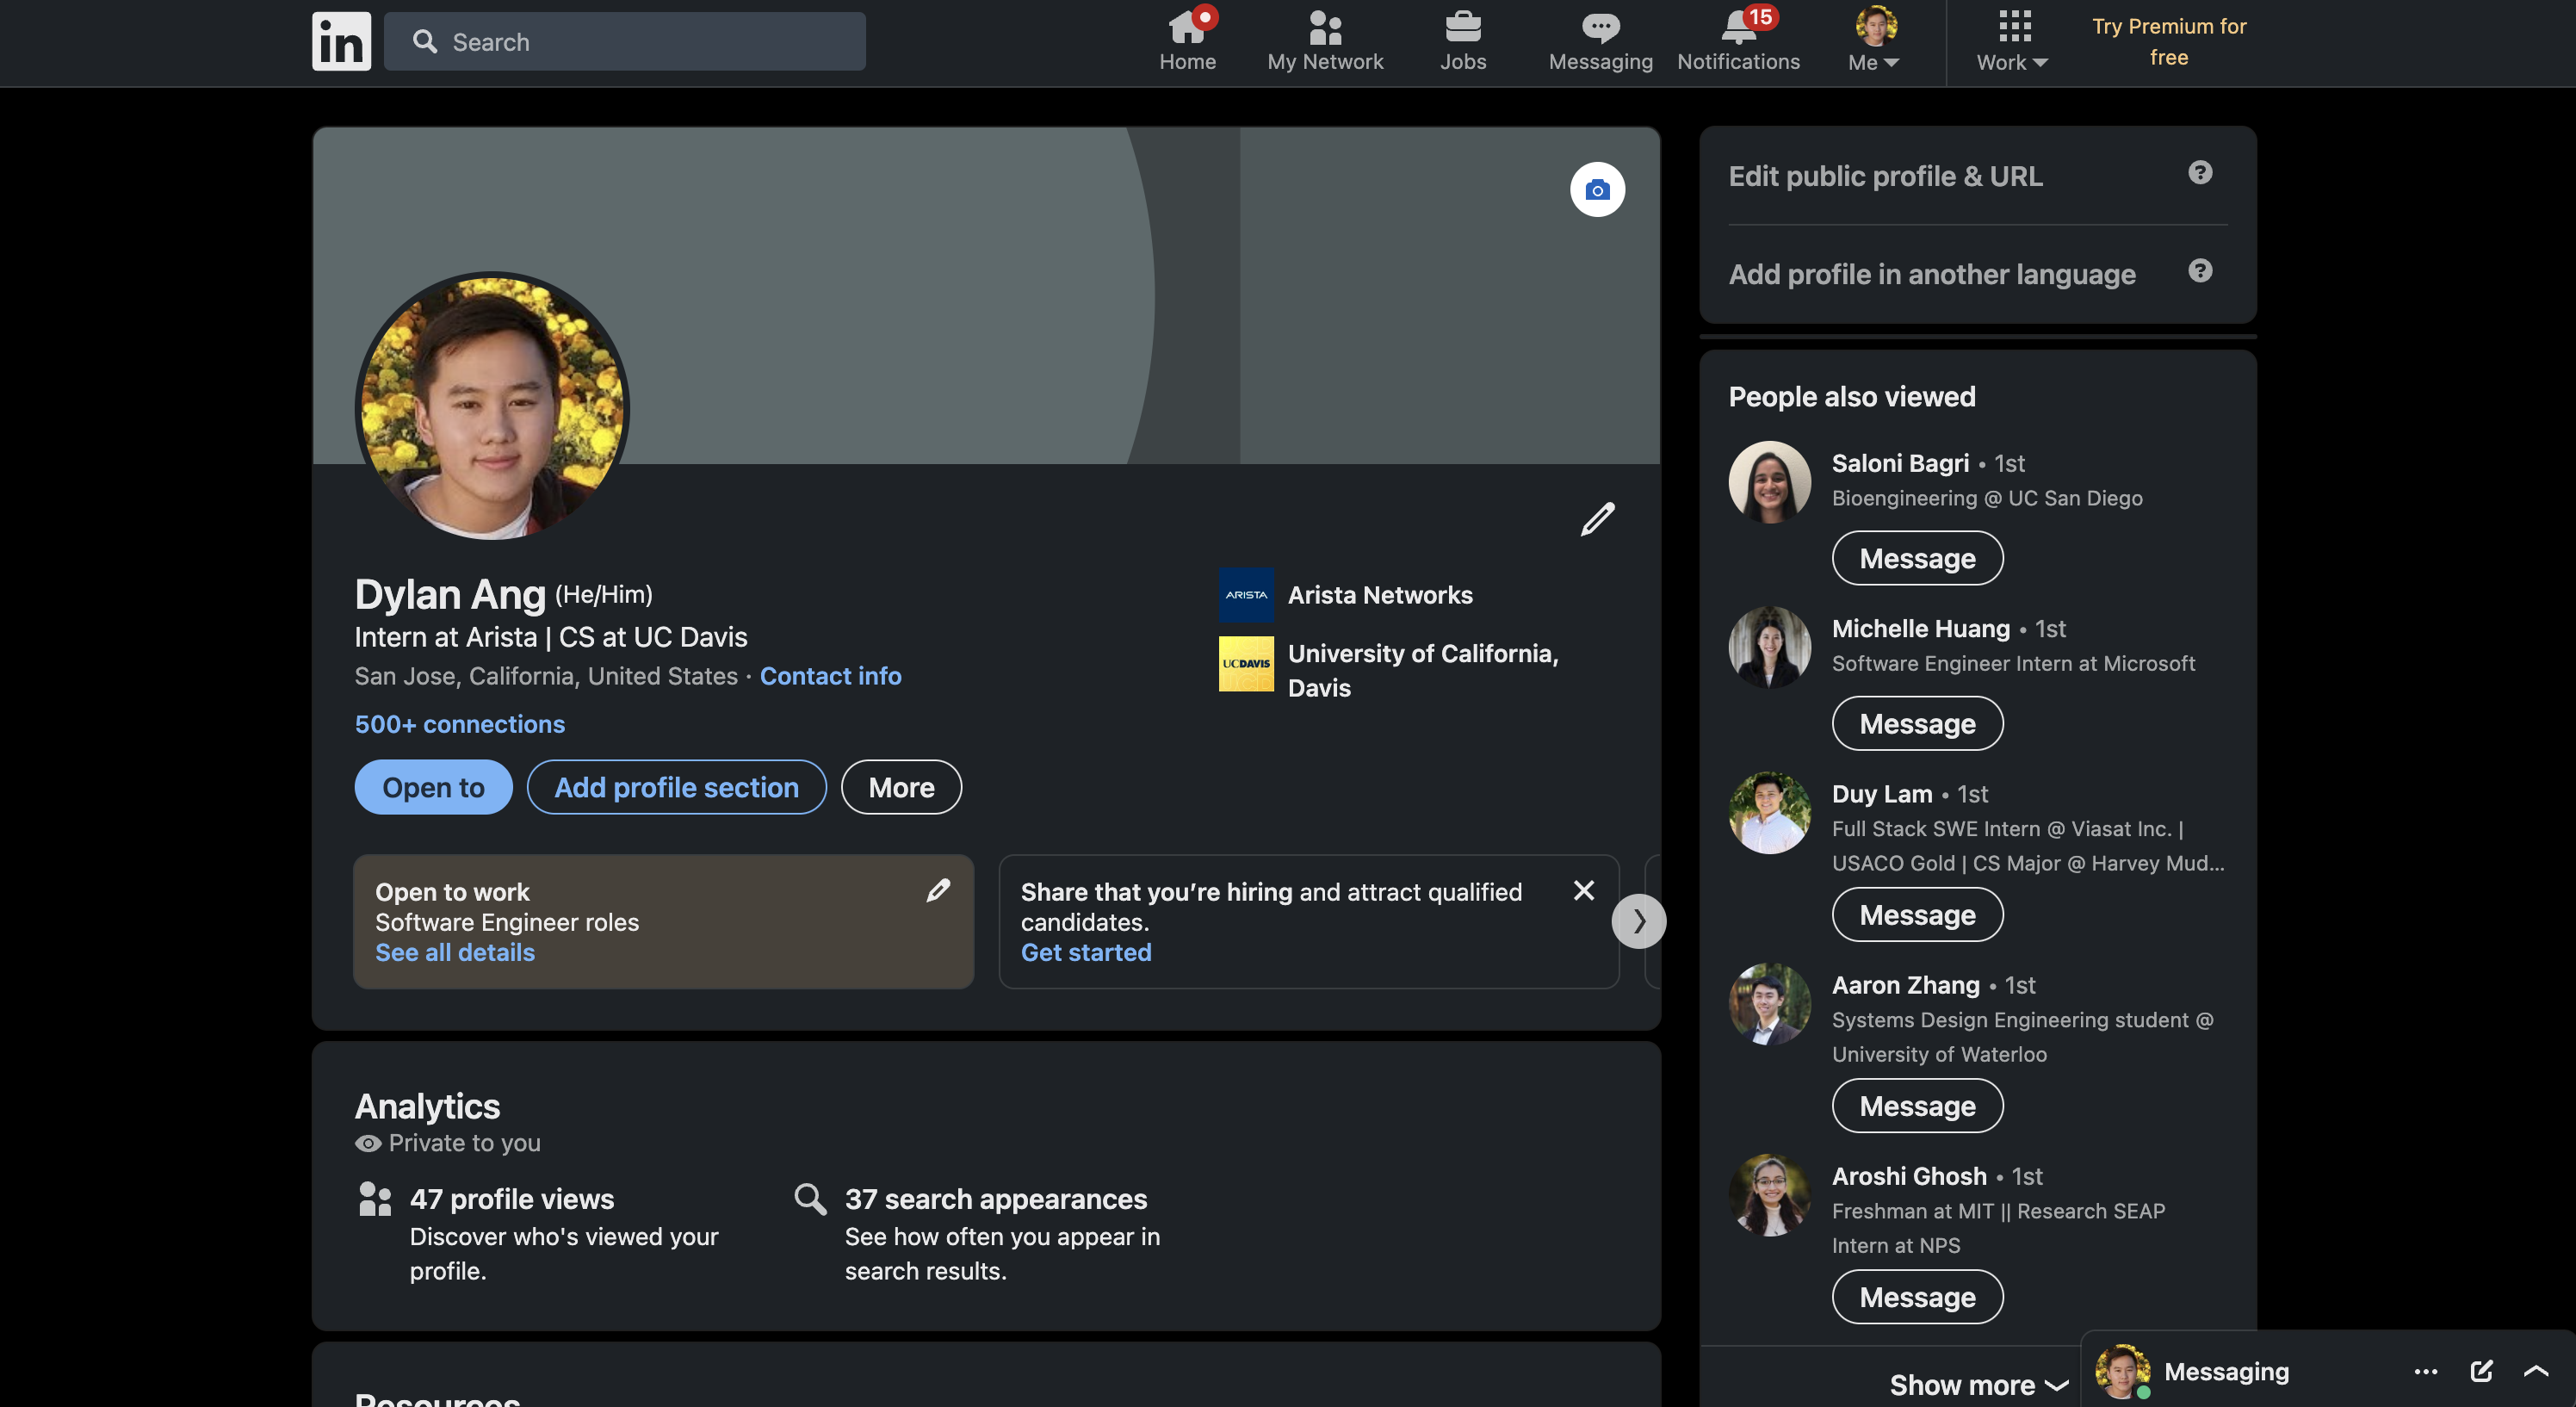 in
Search
Home
My Network
Jobs
Messaging
15
Notifications
Me
Work
Try Premium for
free
Dylan Ang (He/Him)
Intern at Arista | CS at UC Davis
San Jose, California, United States · Contact info
500+ connections
Open to
Add profile section
More
ARISTA
Arista Networks
UCDAVIS
University of California,
Davis
Open to work
Software Engineer roles
See all details
Share that you’re hiring and attract qualified
candidates.
Get started
Analytics
Private to you
47 profile views
Discover who's viewed your
profile.
37 search appearances
See how often you appear in
search results.
Resources
Edit public profile & URL
Add profile in another language
People also viewed
Saloni Bagri • 1st
Bioengineering @ UC San Diego
Message
Michelle Huang • 1st
Software Engineer Intern at Microsoft
Message
Duy Lam • 1st
Full Stack SWE Intern @ Viasat Inc. |
USACO Gold | CS Major @ Harvey Mud...
Message
Aaron Zhang • 1st
Systems Design Engineering student @
University of Waterloo
Message
Aroshi Ghosh • 1st
Freshman at MIT || Research SEAP
Intern at NPS
Message
Show more
Messaging